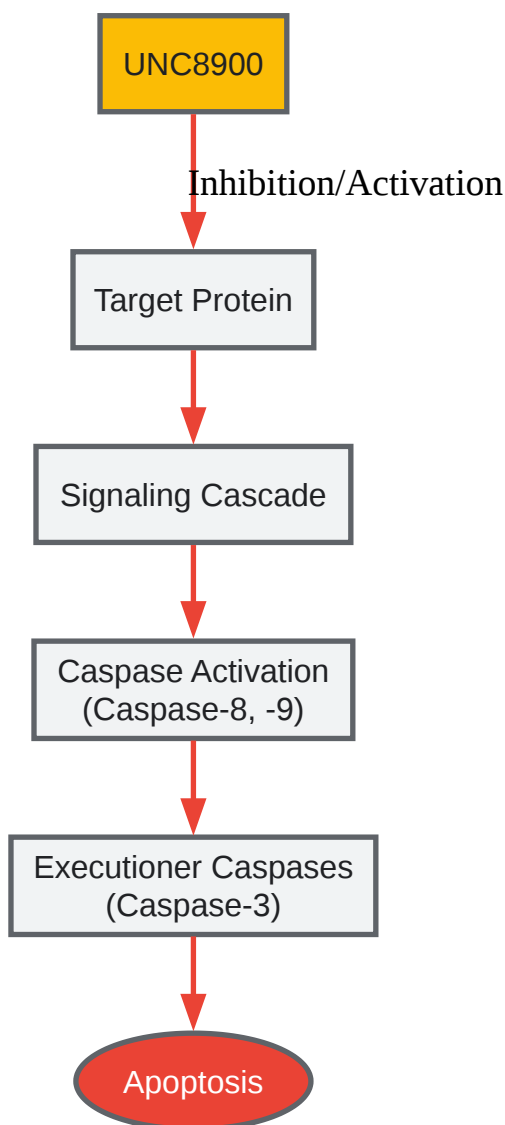 UNC8900
Inhibition/Activation
Target Protein
Signaling Cascade
Caspase Activation
(Caspase-8, -9)
Executioner Caspases
(Caspase-3)
Apoptosis